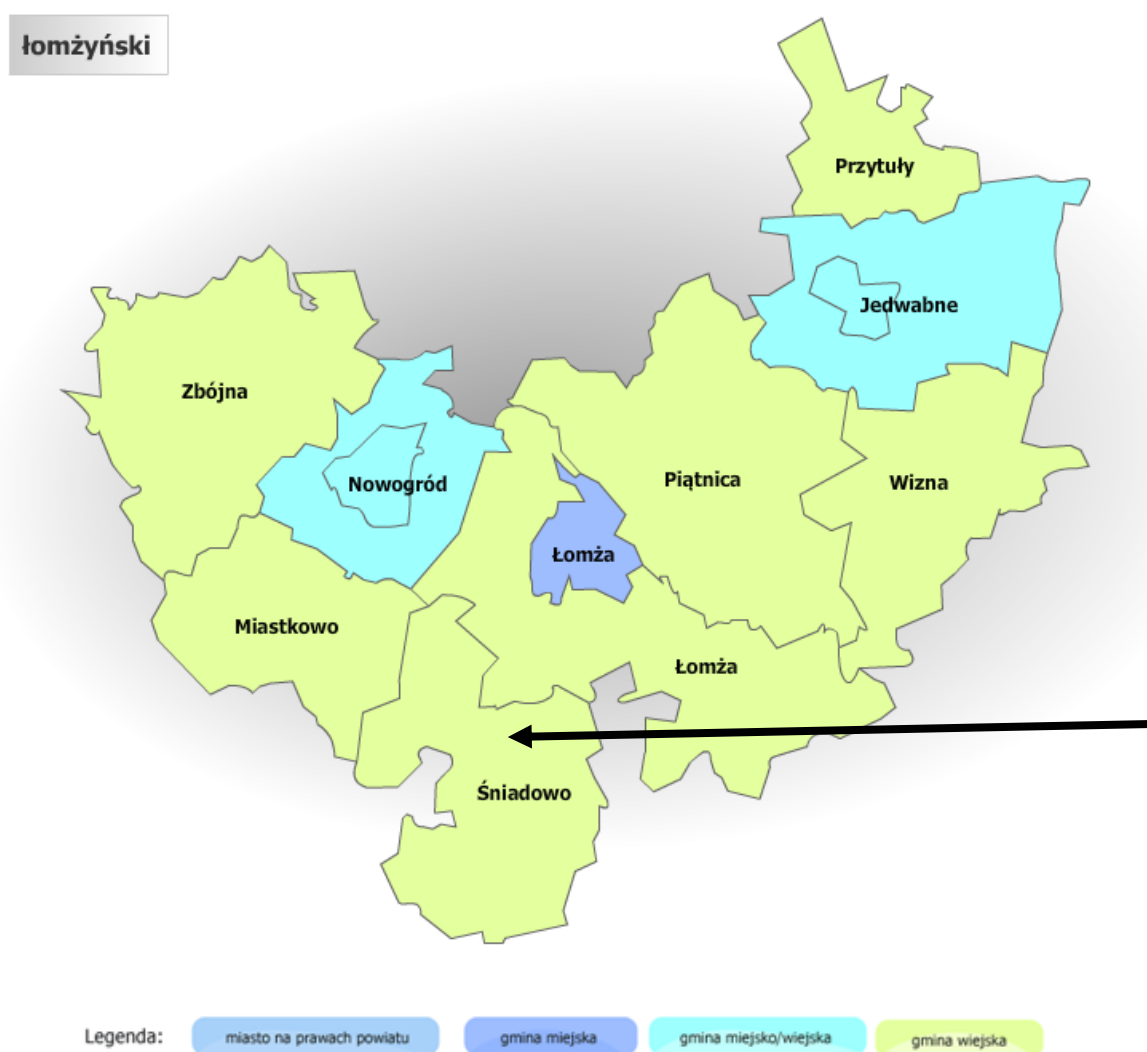 łomżyński
Przytuły
Jedwabne
Zbójna
Nowogród
Piątnica
Wizna
Łomża
Miastkowo
Łomża
Śniadowo
Legenda: miasto na prawach powiatu gmina miejska gmina miejsko/wiejska gmina wiejska